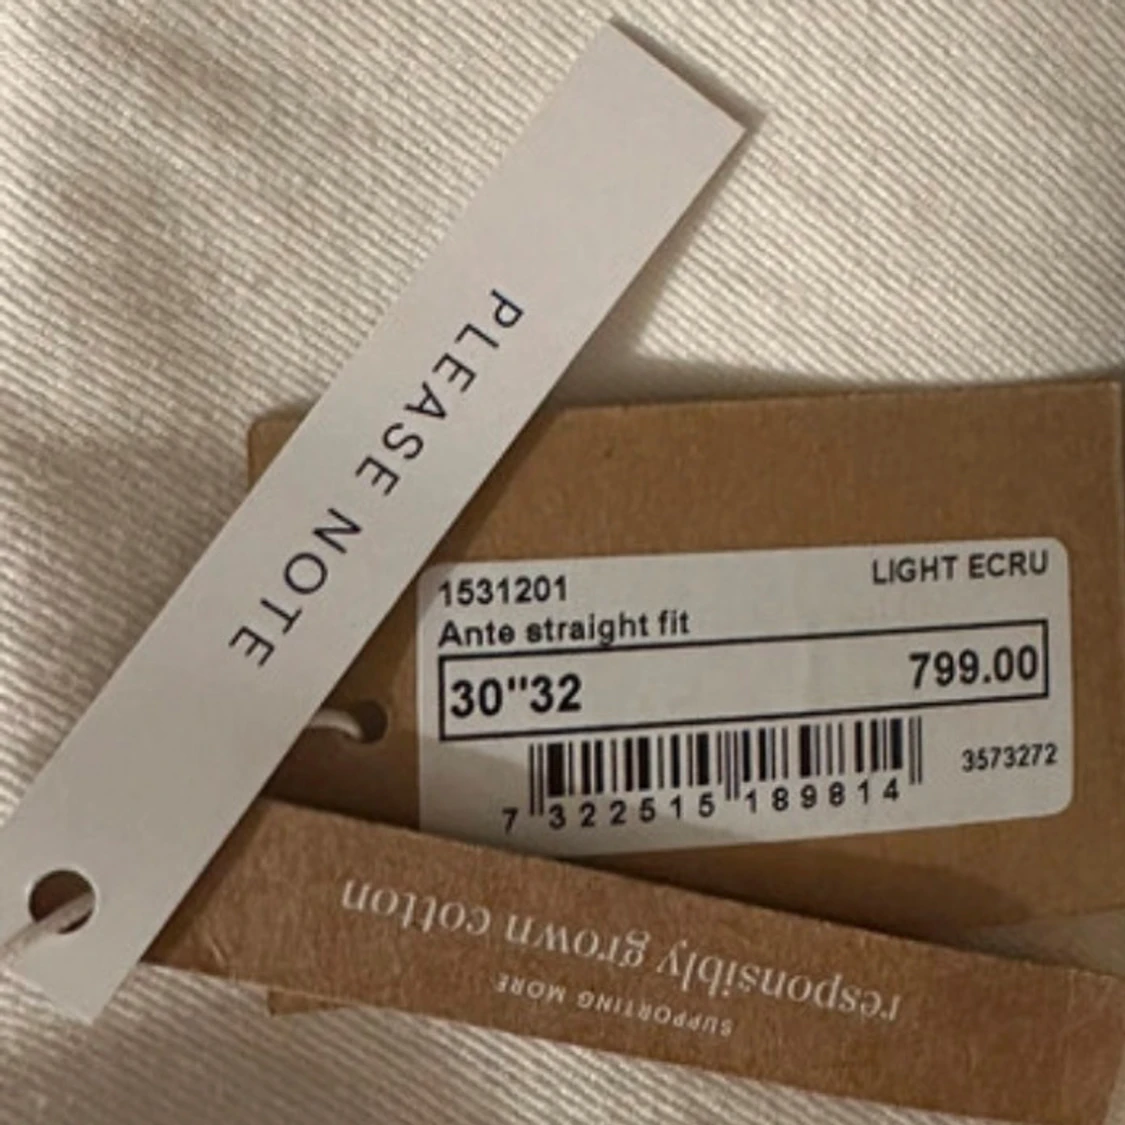 PLEASE NOTE
1531201
LIGHT ECRU
Ante straight fit
30"32
799.00
3573272
7 322515 189814
SUPPORTING MORE
responsibly grown cotton